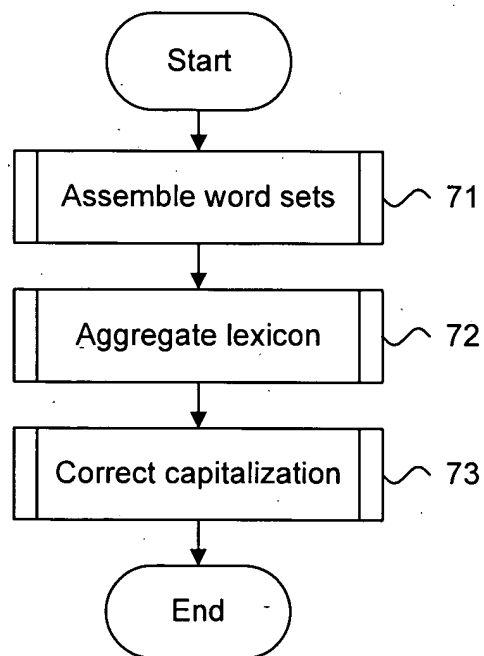 Start
Assemble word sets 71
Aggregate lexicon 72
Correct capitalization 73
End